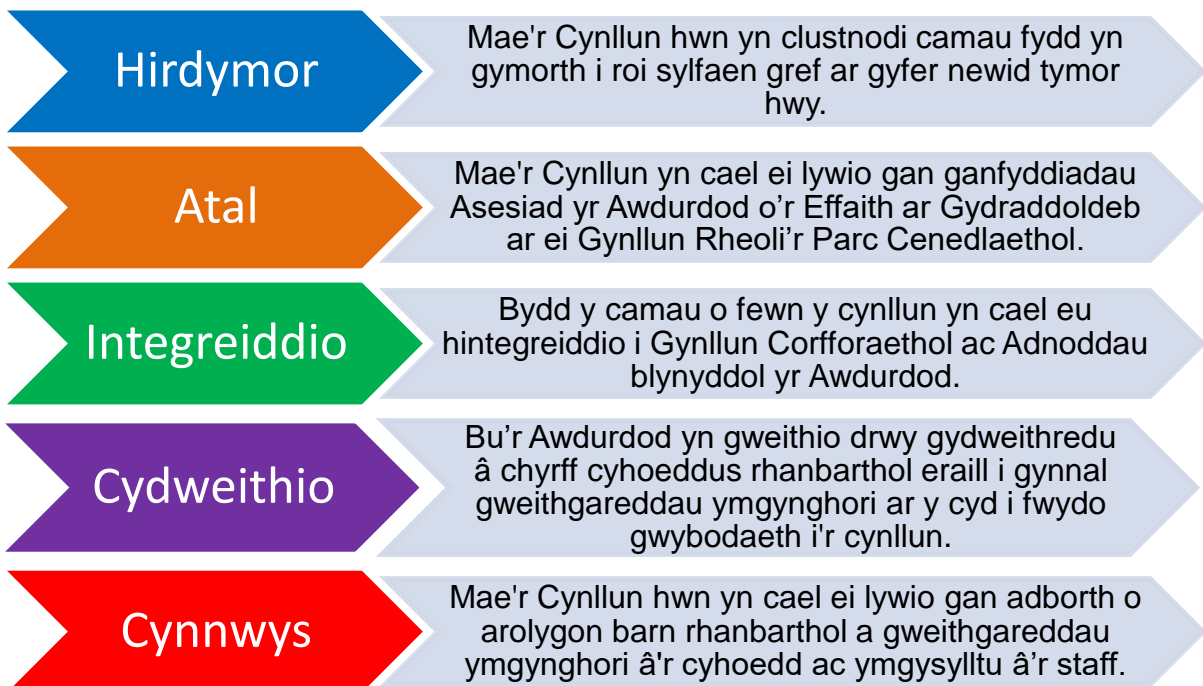 Hirdymor
Mae'r Cynllun hwn yn clustnodi camau fydd yn
gymorth i roi sylfaen gref ar gyfer newid tymor
hwy.
Atal
Mae'r Cynllun yn cael ei lywio gan ganfyddiadau
Asesiad yr Awdurdod o’r Effaith ar Gydraddoldeb
ar ei Gynllun Rheoli’r Parc Cenedlaethol.
Integreiddio
Bydd y camau o fewn y cynllun yn cael eu
hintegreiddio i Gynllun Corfforaethol ac Adnoddau
blynyddol yr Awdurdod.
Cydweithio
Bu’r Awdurdod yn gweithio drwy gydweithredu
â chyrff cyhoeddus rhanbarthol eraill i gynnal
gweithgareddau ymgynghori ar y cyd i fwydo
gwybodaeth i'r cynllun.
Cynnwys
Mae'r Cynllun hwn yn cael ei lywio gan adborth o
arolygon barn rhanbarthol a gweithgareddau
ymgynghori â'r cyhoedd ac ymgysylltu â’r staff.